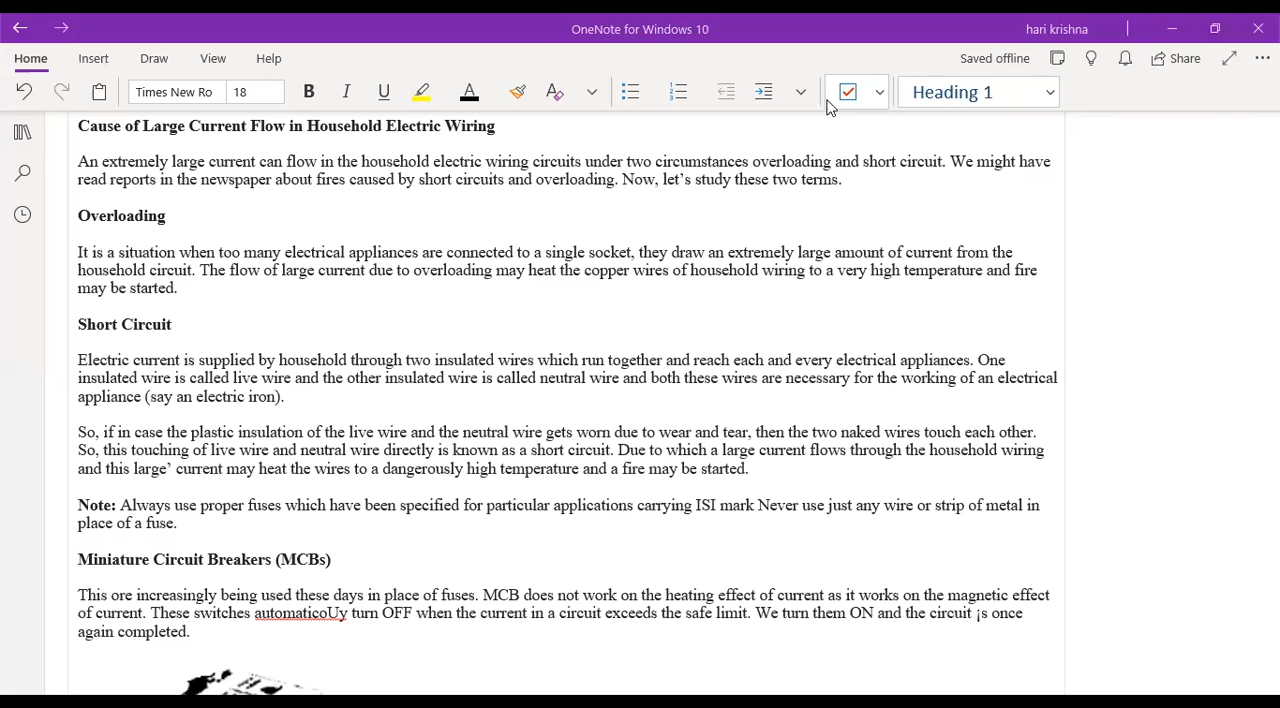 OneNote for Windows 10
hari krishna
Home Insert Draw View Help
Saved offline
Share
Times New Ro 18
B I U A A
Heading 1
Cause of Large Current Flow in Household Electric Wiring
An extremely large current can flow in the household electric wiring circuits under two circumstances overloading and short circuit. We might have
read reports in the newspaper about fires caused by short circuits and overloading. Now, let’s study these two terms.
Overloading
It is a situation when too many electrical appliances are connected to a single socket, they draw an extremely large amount of current from the
household circuit. The flow of large current due to overloading may heat the copper wires of household wiring to a very high temperature and fire
may be started.
Short Circuit
Electric current is supplied by household through two insulated wires which run together and reach each and every electrical appliances. One
insulated wire is called live wire and the other insulated wire is called neutral wire and both these wires are necessary for the working of an electrical
appliance (say an electric iron).
So, if in case the plastic insulation of the live wire and the neutral wire gets worn due to wear and tear, then the two naked wires touch each other.
So, this touching of live wire and neutral wire directly is known as a short circuit. Due to which a large current flows through the household wiring
and this large’ current may heat the wires to a dangerously high temperature and a fire may be started.
Note: Always use proper fuses which have been specified for particular applications carrying ISI mark Never use just any wire or strip of metal in
place of a fuse.
Miniature Circuit Breakers (MCBs)
This ore increasingly being used these days in place of fuses. MCB does not work on the heating effect of current as it works on the magnetic effect
of current. These switches automaticoUy turn OFF when the current in a circuit exceeds the safe limit. We turn them ON and the circuit ¡s once
again completed.